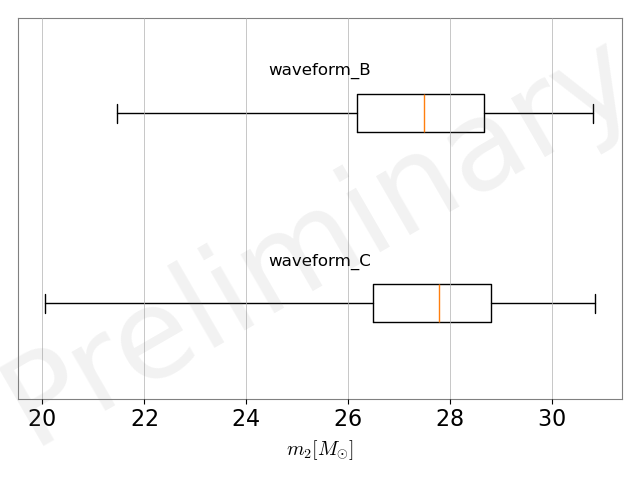 waveform_B
waveform_C
Preliminary
20 22 24 26 28 30
m₂[M⊙]